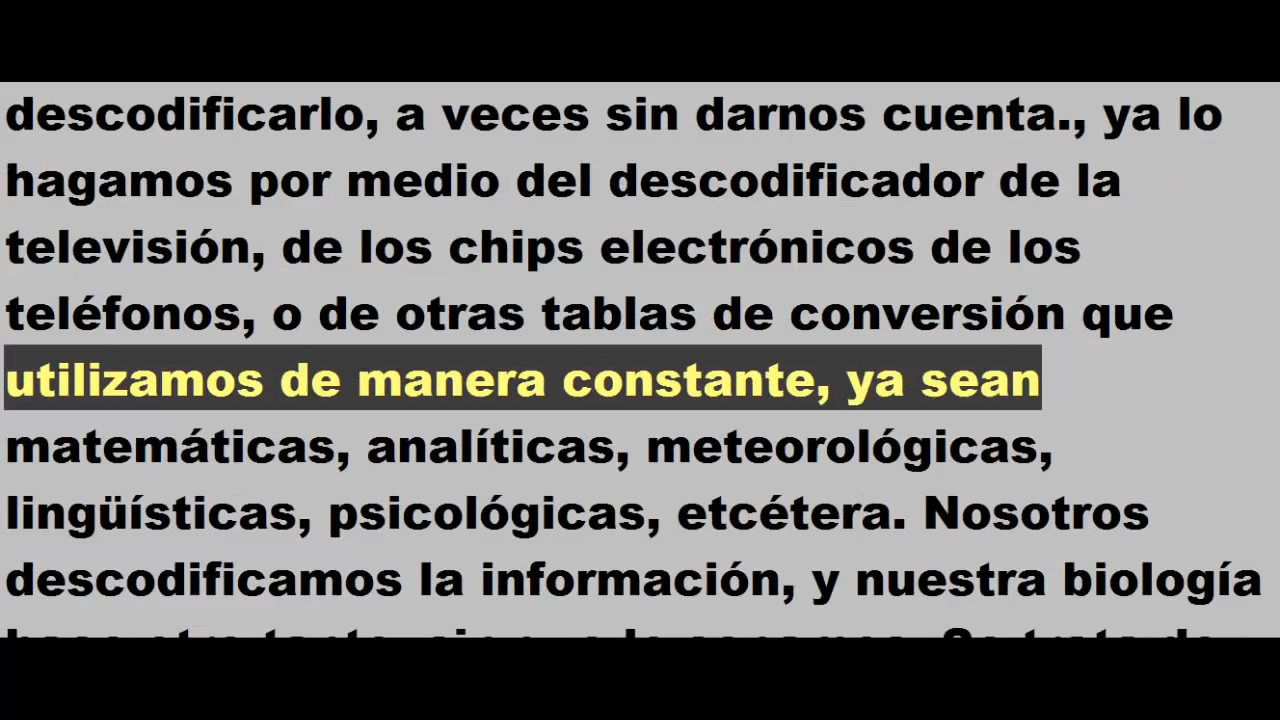 descodificarlo, a veces sin darnos cuenta., ya lo
hagamos por medio del descodificador de la
televisión, de los chips electrónicos de los
teléfonos, o de otras tablas de conversión que
utilizamos de manera constante, ya sean
matemáticas, analíticas, meteorológicas,
lingüísticas, psicológicas, etcétera. Nosotros
descodificamos la información, y nuestra biología